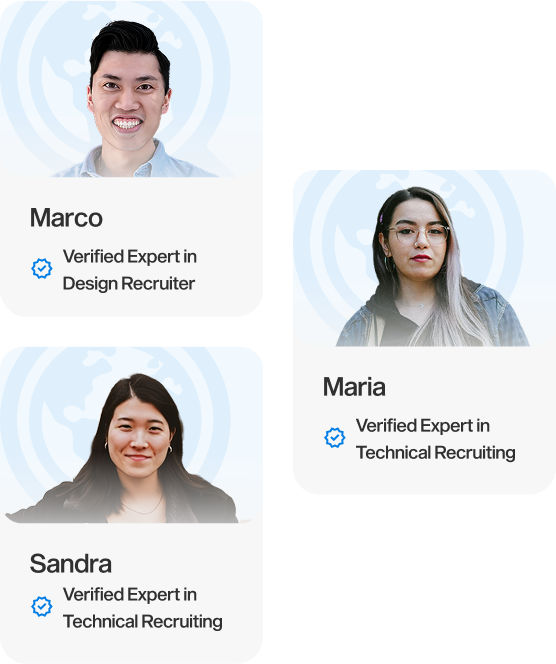 Marco
Verified Expert in
Design Recruiter
Maria
Verified Expert in
Technical Recruiting
Sandra
Verified Expert in
Technical Recruiting